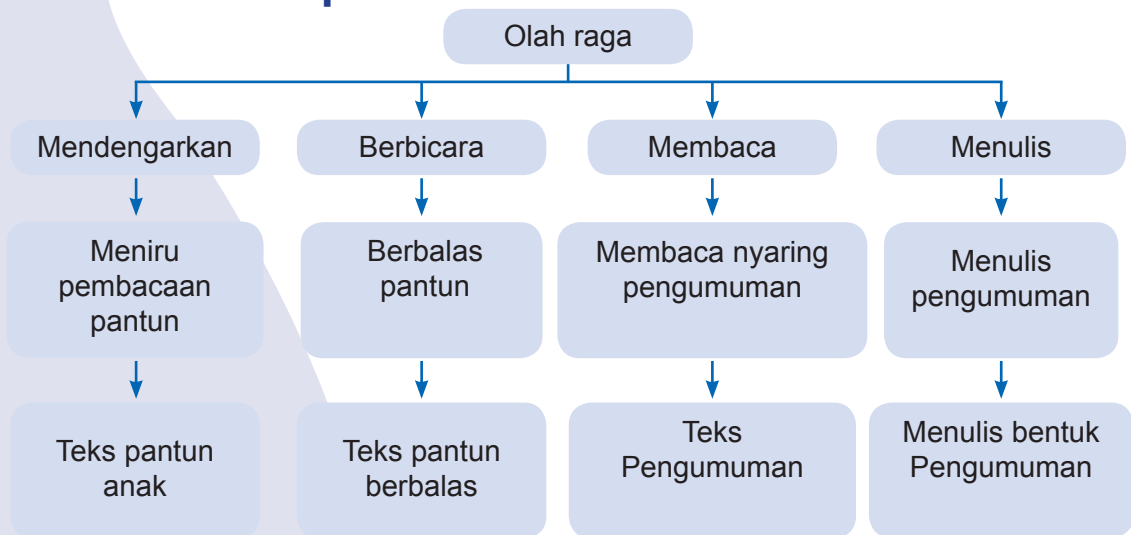 Olah raga
Mendengarkan
Berbicara
Membaca
Menulis
Meniru
pembacaan
pantun
Berbalas
pantun
Membaca nyaring
pengumuman
Menulis
pengumuman
Teks pantun
anak
Teks pantun
berbalas
Teks
Pengumuman
Menulis bentuk
Pengumuman